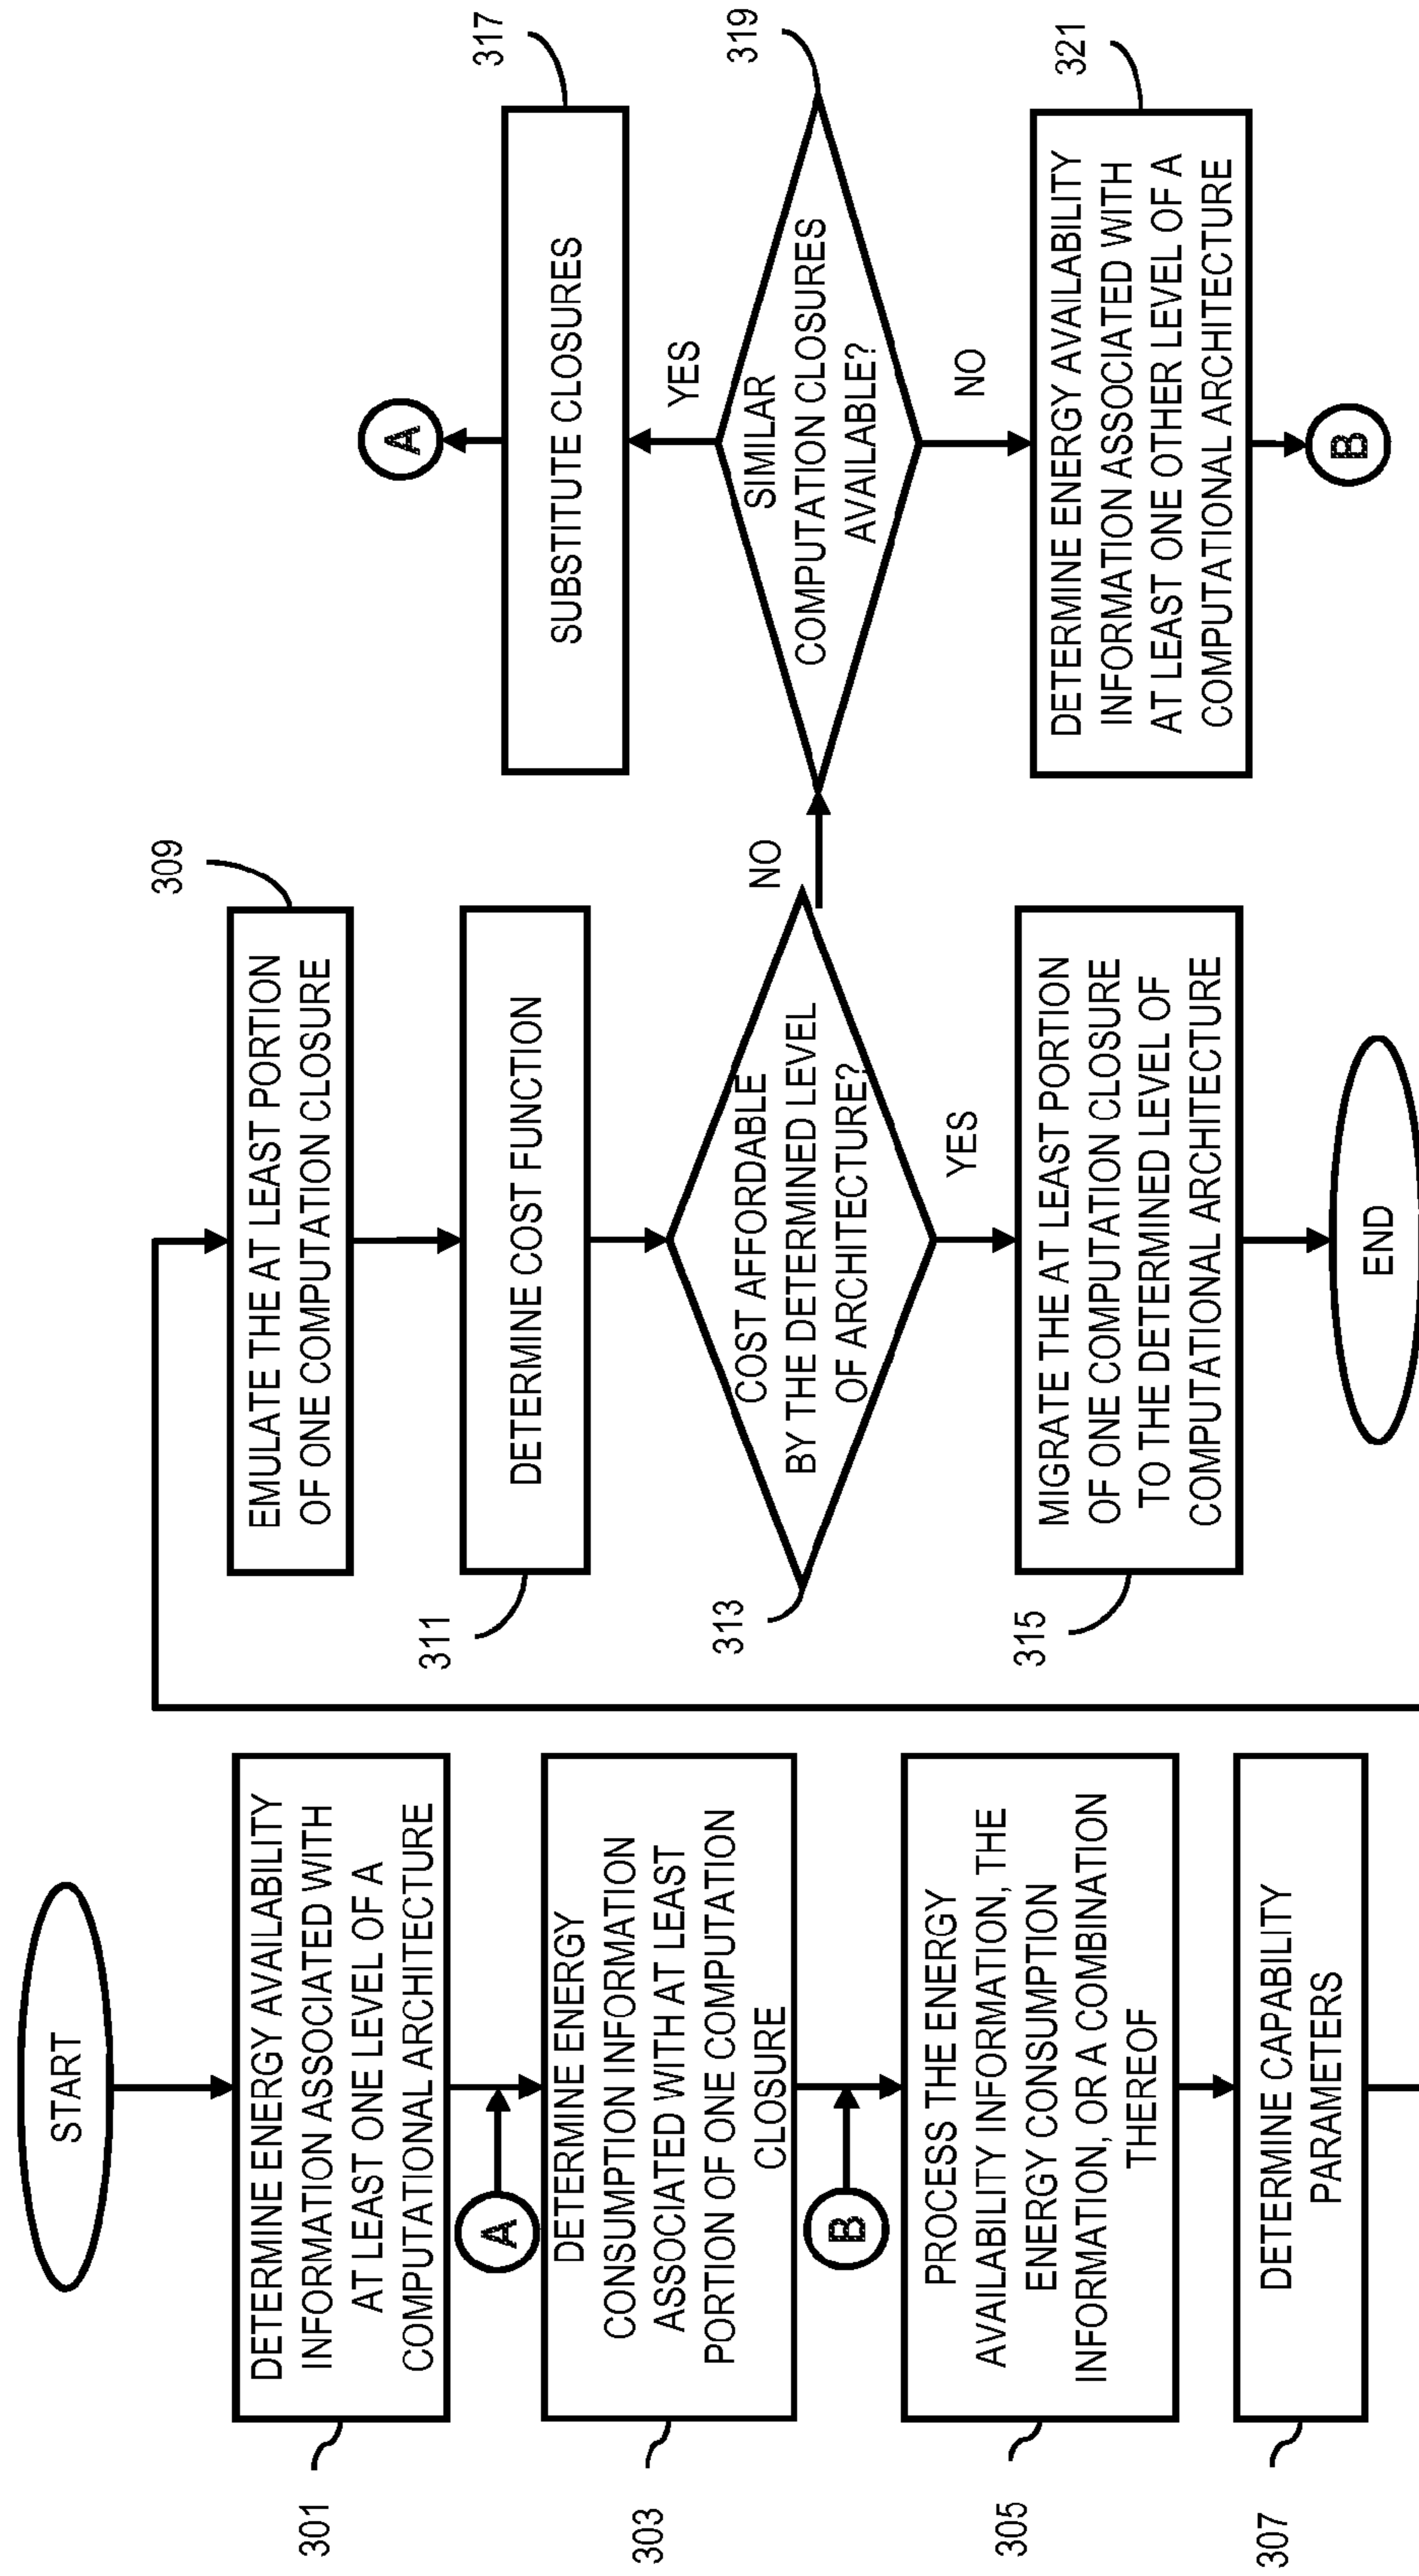 START
DETERMINE ENERGY AVAILABILITY
INFORMATION ASSOCIATED WITH
AT LEAST ONE LEVEL OF A
COMPUTATIONAL ARCHITECTURE
301
A
DETERMINE ENERGY
CONSUMPTION INFORMATION
ASSOCIATED WITH AT LEAST
PORTION OF ONE COMPUTATION
CLOSURE
303
B
PROCESS THE ENERGY
AVAILABILITY INFORMATION, THE
ENERGY CONSUMPTION
INFORMATION, OR A COMBINATION
THEREOF
305
DETERMINE CAPABILITY
PARAMETERS
307
309
EMULATE THE AT LEAST PORTION
OF ONE COMPUTATION CLOSURE
DETERMINE COST FUNCTION
311
COST AFFORDABLE
BY THE DETERMINED LEVEL
OF ARCHITECTURE?
313
NO
YES
MIGRATE THE AT LEAST PORTION
OF ONE COMPUTATION CLOSURE
TO THE DETERMINED LEVEL OF
COMPUTATIONAL ARCHITECTURE
315
END
A
317
SUBSTITUTE CLOSURES
YES
319
SIMILAR
COMPUTATION CLOSURES
AVAILABLE?
NO
321
DETERMINE ENERGY AVAILABILITY
INFORMATION ASSOCIATED WITH
AT LEAST ONE OTHER LEVEL OF A
COMPUTATIONAL ARCHITECTURE
B